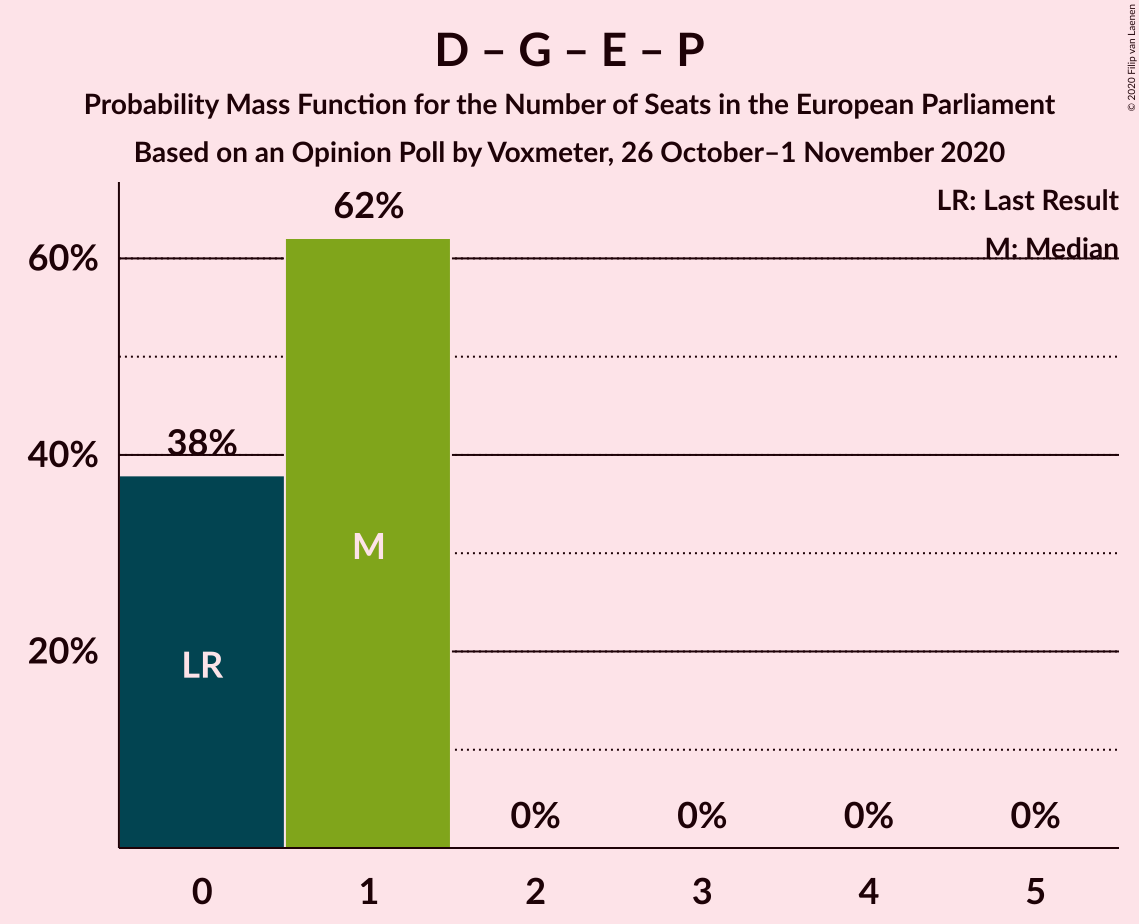 D – G – E – P
Probability Mass Function for the Number of Seats in the European Parliament
Based on an Opinion Poll by Voxmeter, 26 October–1 November 2020
© 2020 Filip van Laenen
LR: Last Result
M: Median
60%
40%
20%
38%
62%
0%
0%
0%
0%
LR
M
0
1
2
3
4
5